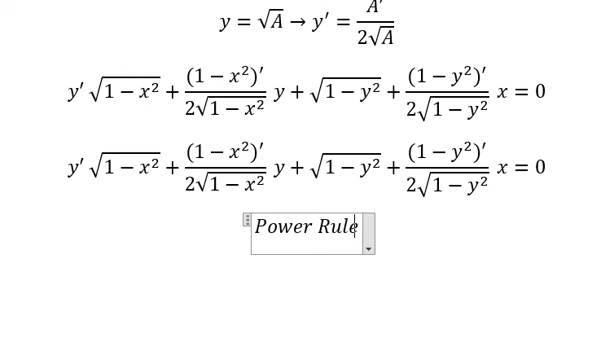 y = √A → y′ = A′/(2√A)
y′ √(1 − x²) + (1 − x²)′/(2√(1 − x²)) y + √(1 − y²) + (1 − y²)′/(2√(1 − y²)) x = 0
y′ √(1 − x²) + (1 − x²)′/(2√(1 − x²)) y + √(1 − y²) + (1 − y²)′/(2√(1 − y²)) x = 0
Power Rule